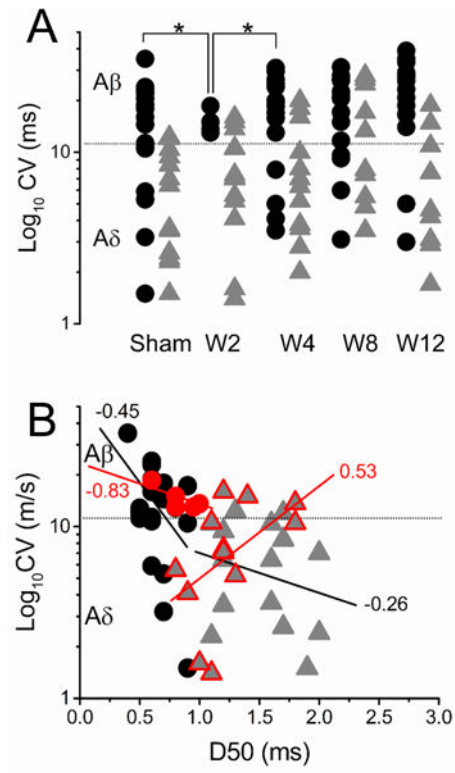 A
* *
Aβ
10
Aδ
1
Log10 CV (ms)
Sham W2 W4 W8 W12
B
-0.45
Aβ
-0.83
0.53
10
Aδ
-0.26
1
Log10CV (m/s)
0.0 0.5 1.0 1.5 2.0 2.5 3.0
D50 (ms)